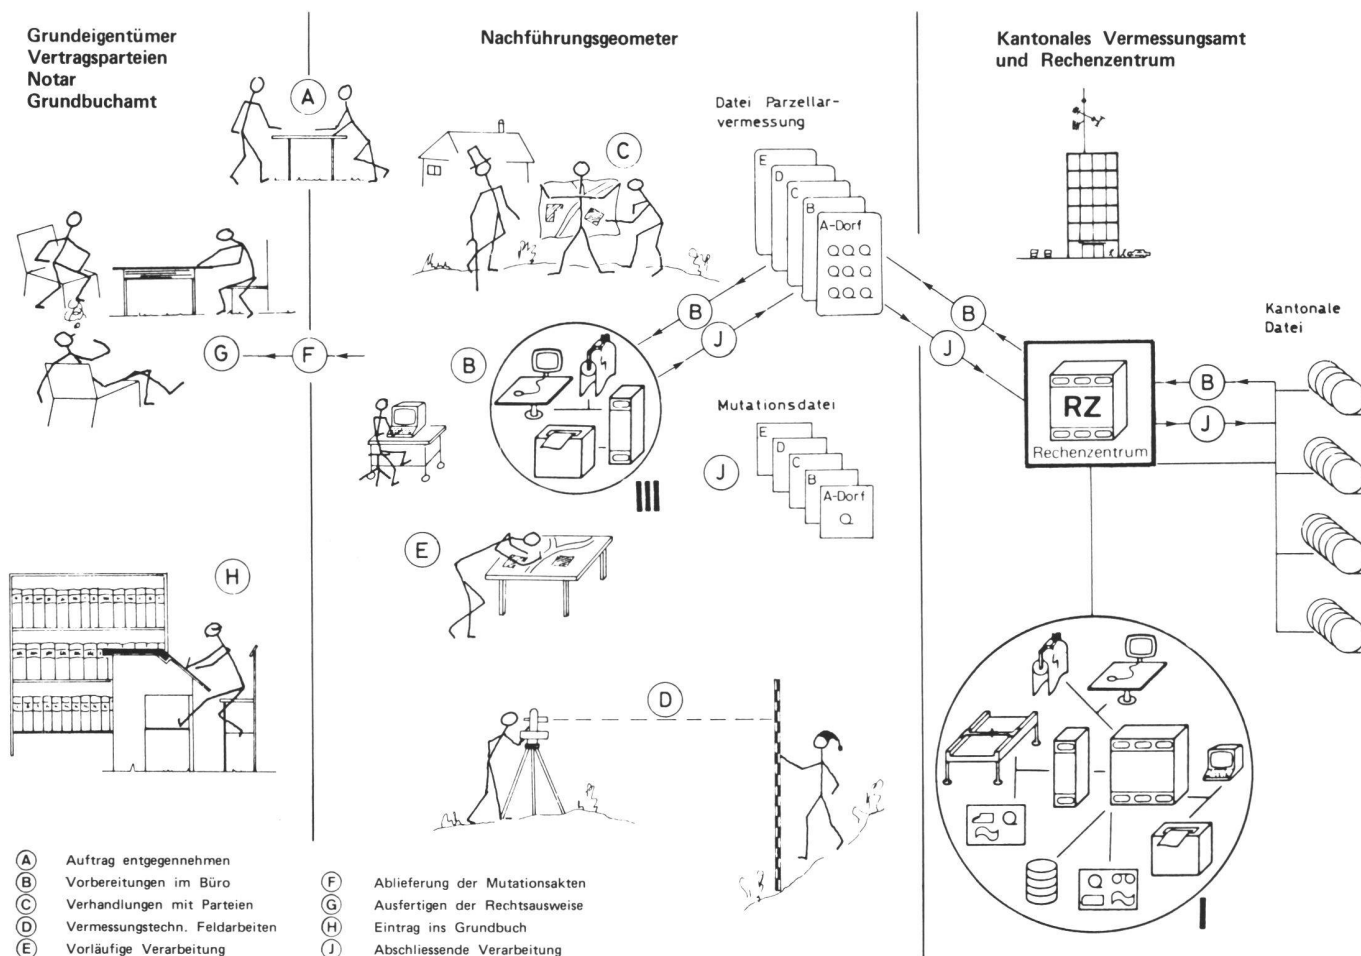 Grundeigentümer
Vertragsparteien
Notar
Grundbuchamt
Nachführungsgeometer
Kantonales Vermessungsamt
und Rechenzentrum
A
C
Datei Parzellar-
vermessung
E
D
C
B
A-Dorf
B
J
B
J
Kantonale
Datei
G
F
B
RZ
Rechenzentrum
B
J
Mutationsdatei
J
E
D
C
B
A-Dorf
III
E
H
D
I
A Auftrag entgegennehmen
B Vorbereitungen im Büro
C Verhandlungen mit Parteien
D Vermessungstechn. Feldarbeiten
E Vorläufige Verarbeitung
F Ablieferung der Mutationsakten
G Ausfertigen der Rechtsausweise
H Eintrag ins Grundbuch
J Abschliessende Verarbeitung